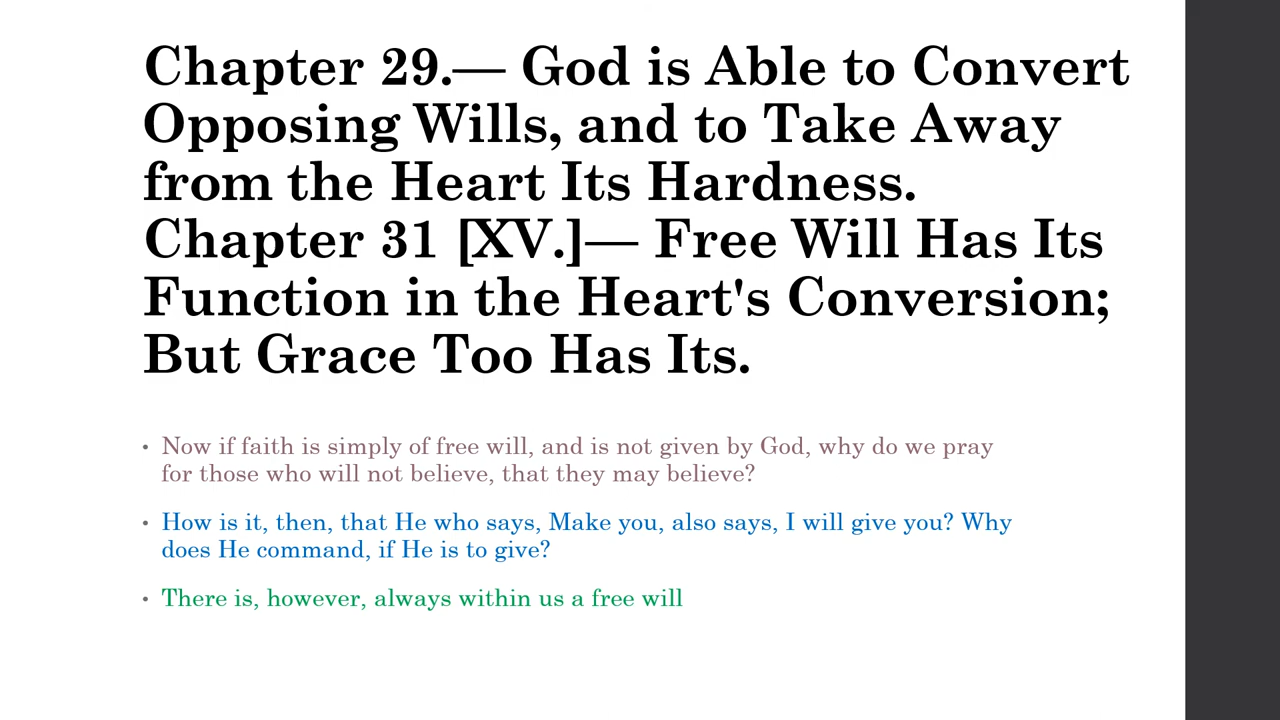 Chapter 29.— God is Able to Convert
Opposing Wills, and to Take Away
from the Heart Its Hardness.
Chapter 31 [XV.]— Free Will Has Its
Function in the Heart's Conversion;
But Grace Too Has Its.
• Now if faith is simply of free will, and is not given by God, why do we pray
for those who will not believe, that they may believe?
• How is it, then, that He who says, Make you, also says, I will give you? Why
does He command, if He is to give?
• There is, however, always within us a free will